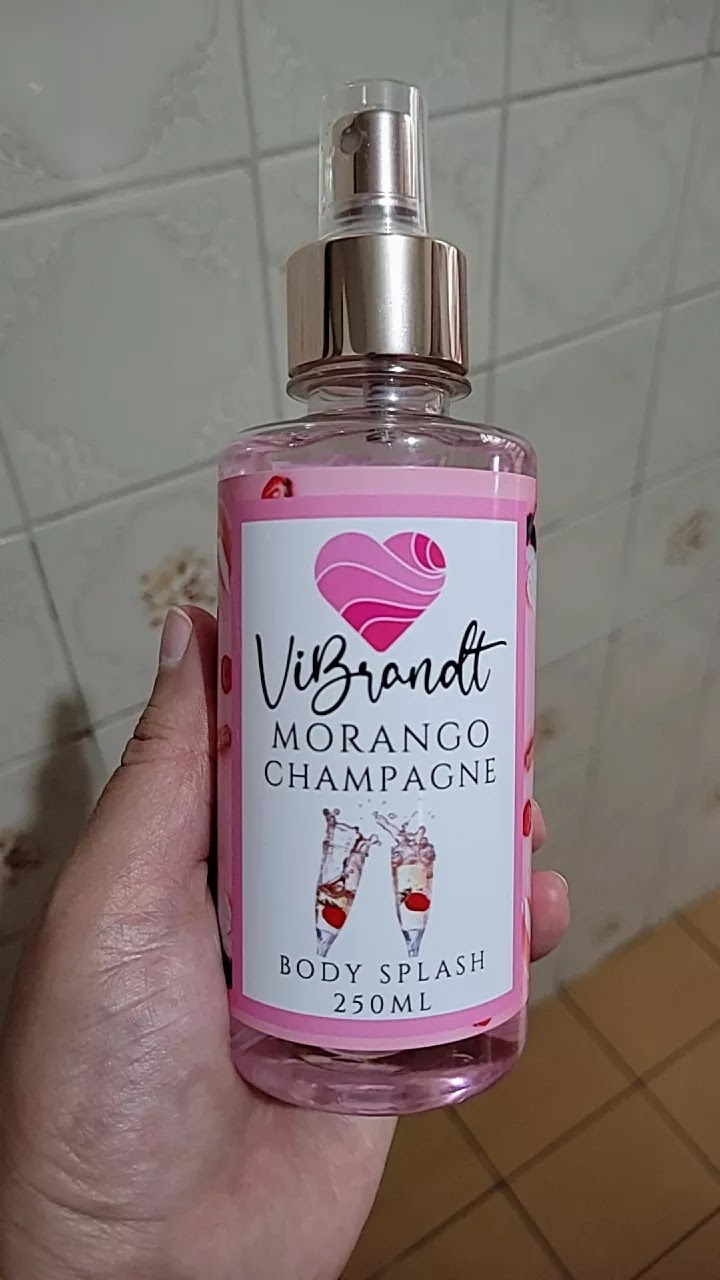 ViBrandt
MORANGO
CHAMPAGNE
BODY SPLASH
250ML